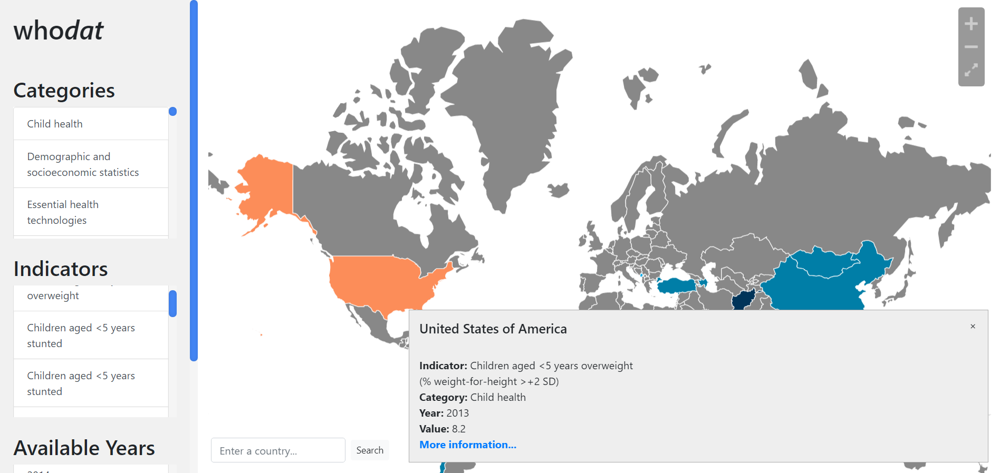 whodat
Categories
Child health
Demographic and
socioeconomic statistics
Essential health
technologies
Indicators
overweight
Children aged <5 years
stunted
Children aged <5 years
stunted
Available Years
United States of America
×
Indicator: Children aged <5 years overweight
(% weight-for-height >+2 SD)
Category: Child health
Year: 2013
Value: 8.2
More information...
Enter a country...
Search